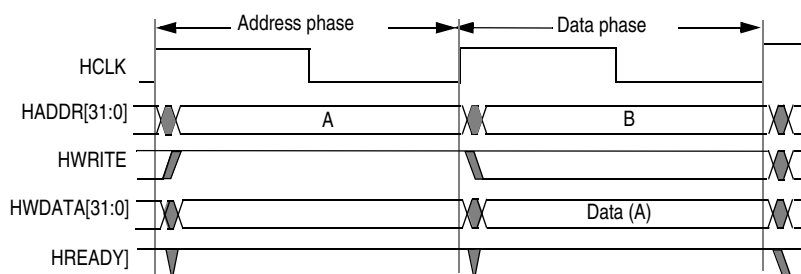 Address phase Data phase
HCLK
HADDR[31:0] A B
HWRITE
HWDATA[31:0] Data (A)
HREADY]